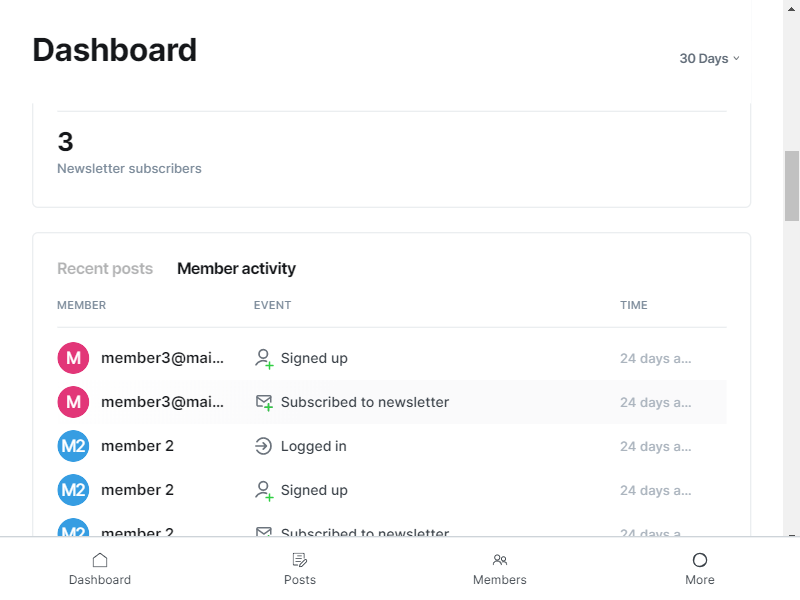 Dashboard
30 Days
3
Newsletter subscribers
Recent posts Member activity
MEMBER EVENT TIME
M member3@mai... Signed up 24 days a...
M member3@mai... Subscribed to newsletter 24 days a...
M2 member 2 Logged in 24 days a...
M2 member 2 Signed up 24 days a...
M2 member 2 Subscribed to newsletter 24 days a...
Dashboard Posts Members More